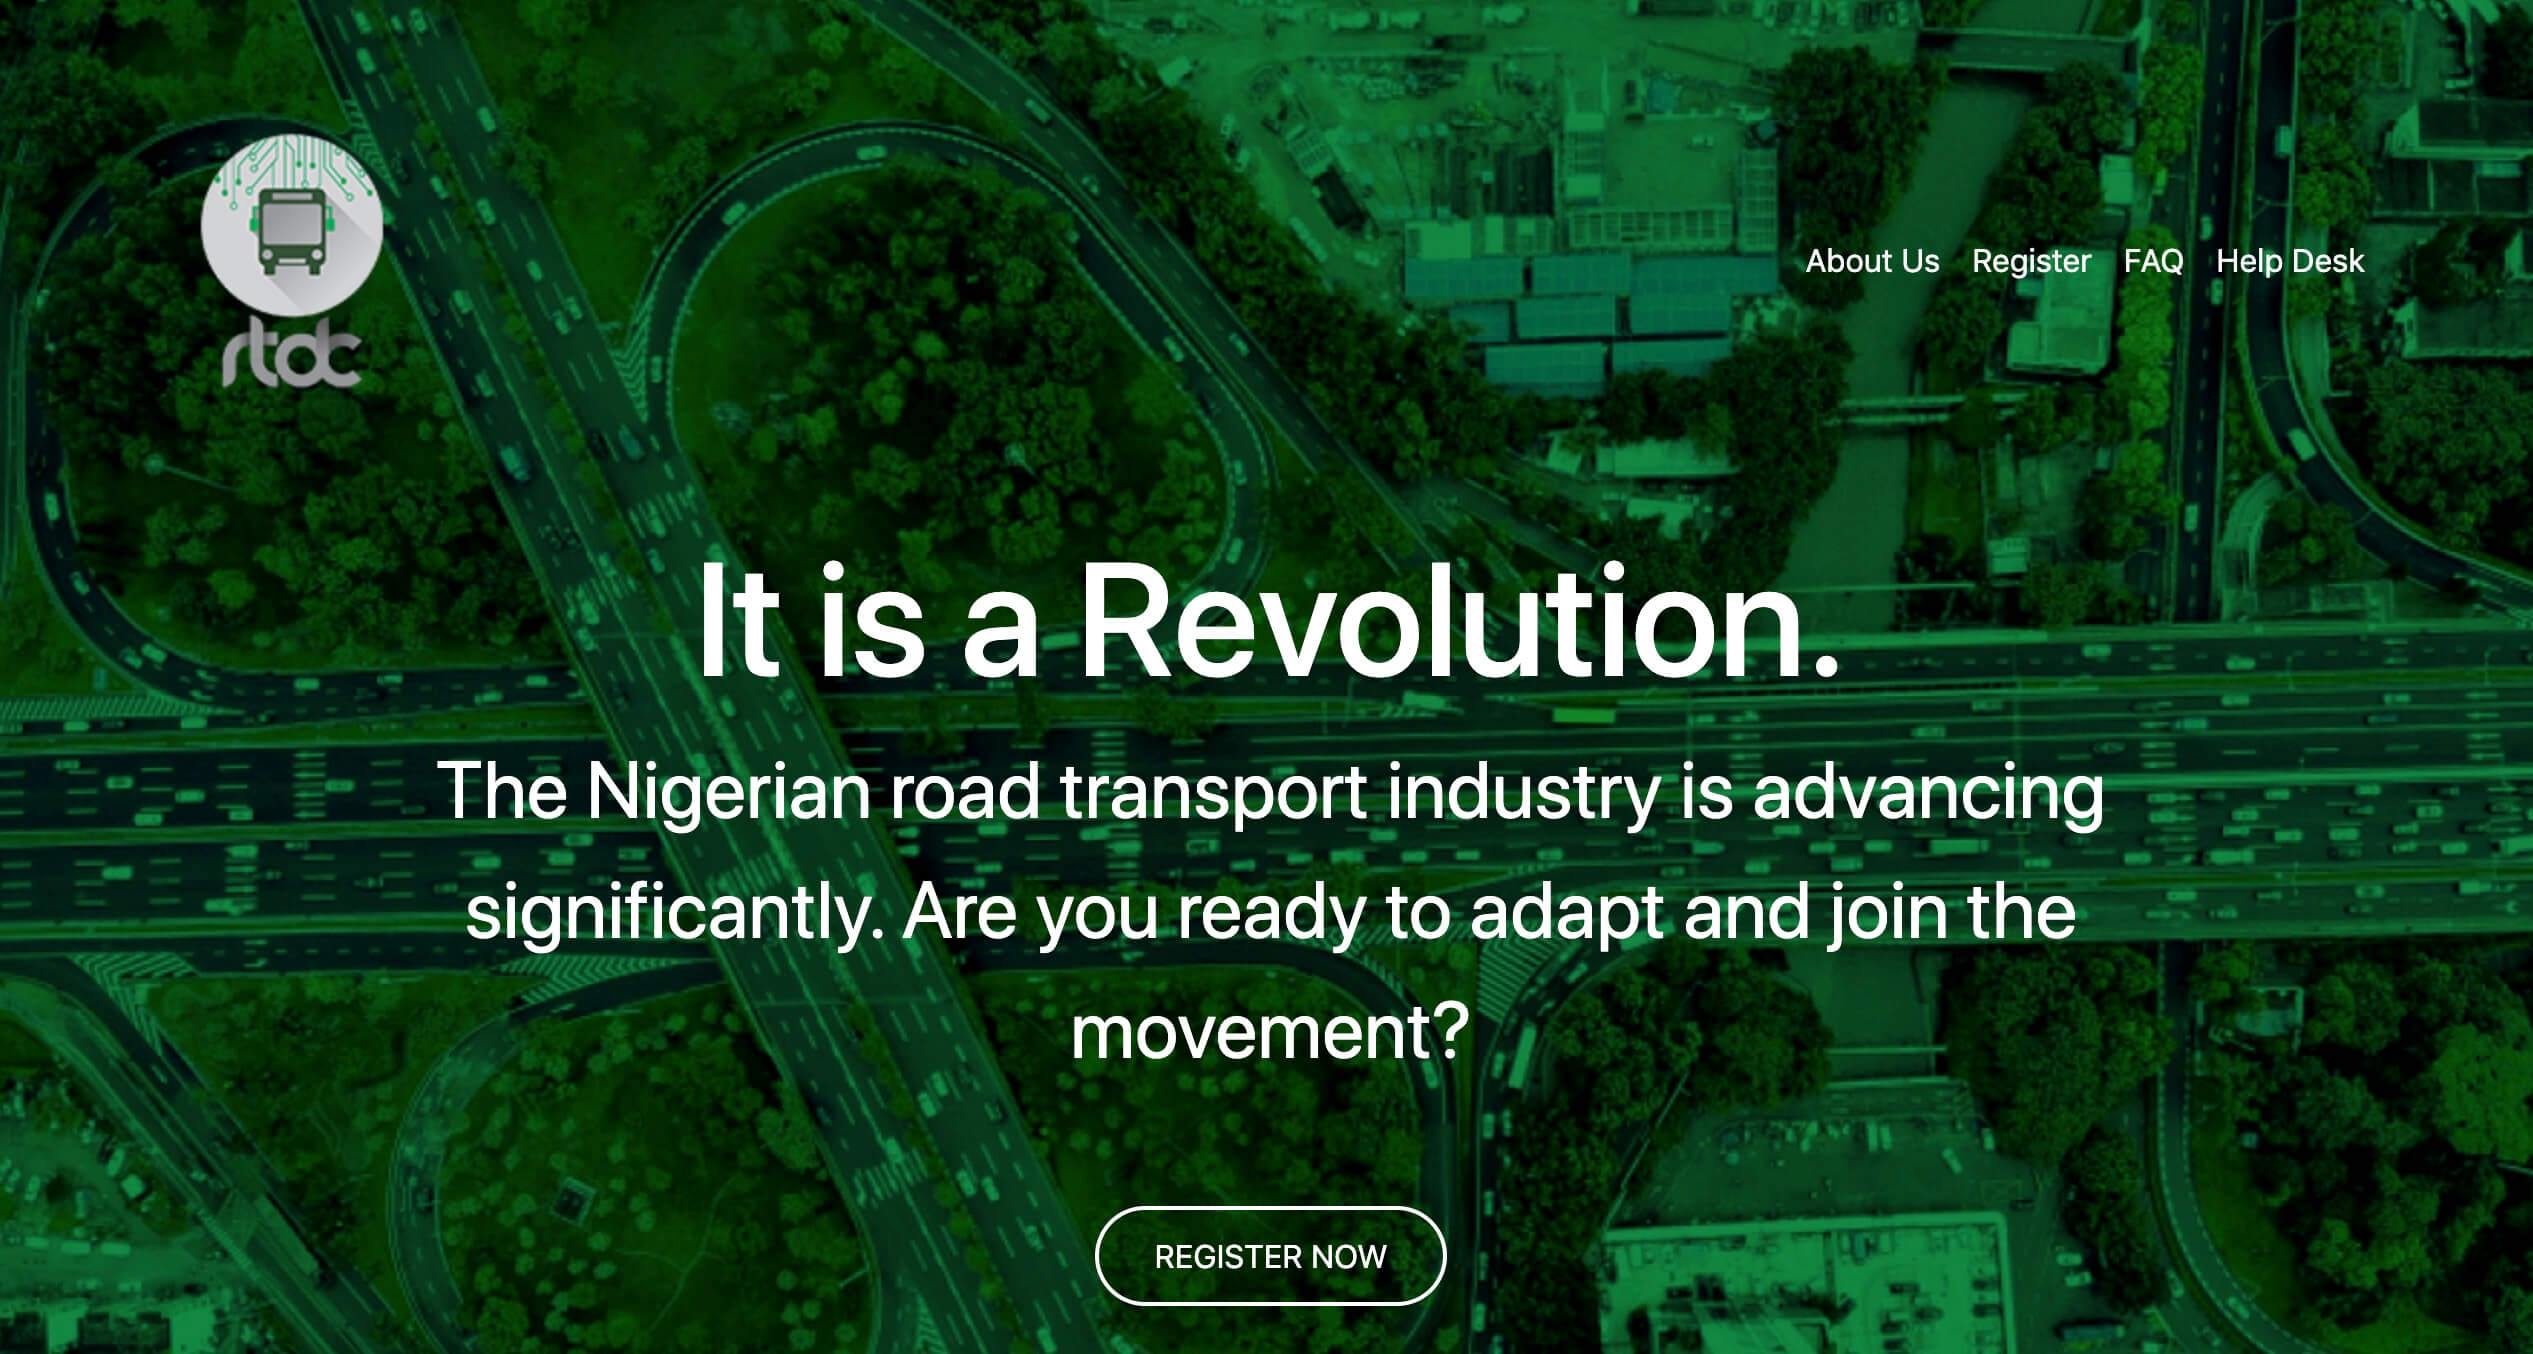 rtdc
About Us Register FAQ Help Desk
It is a Revolution.
The Nigerian road transport industry is advancing
significantly. Are you ready to adapt and join the
movement?
REGISTER NOW